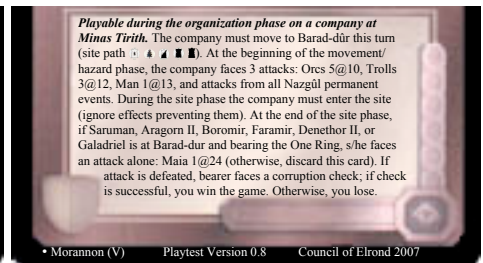 Playable during the organization phase on a company at
Minas Tirith. The company must move to Barad-dûr this turn
(site path ). At the beginning of the movement/
hazard phase, the company faces 3 attacks: Orcs 5@10, Trolls
3@12, Man 1@13, and attacks from all Nazgûl permanent
events. During the site phase the company must enter the site
(ignore effects preventing them). At the end of the site phase,
if Saruman, Aragorn II, Boromir, Faramir, Denethor II, or
Galadriel is at Barad-dur and bearing the One Ring, s/he faces
an attack alone: Maia 1@24 (otherwise, discard this card). If
attack is defeated, bearer faces a corruption check; if check
is successful, you win the game. Otherwise, you lose.
• Morannon (V) Playtest Version 0.8 Council of Elrond 2007